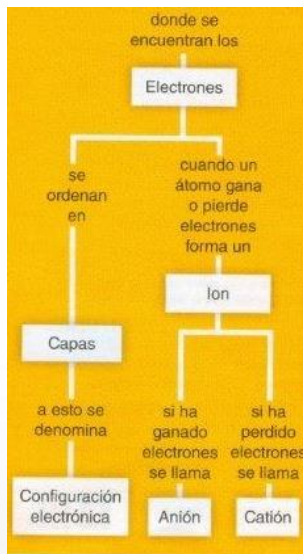 donde se
encuentran los
Electrones
se
ordenan
en
cuando un
átomo gana
o pierde
electrones
forma un
Ion
Capas
a esto se
denomina
si ha
ganado
electrones
se llama
si ha
perdido
electrones
se llama
Configuración
electrónica
Anión
Catión